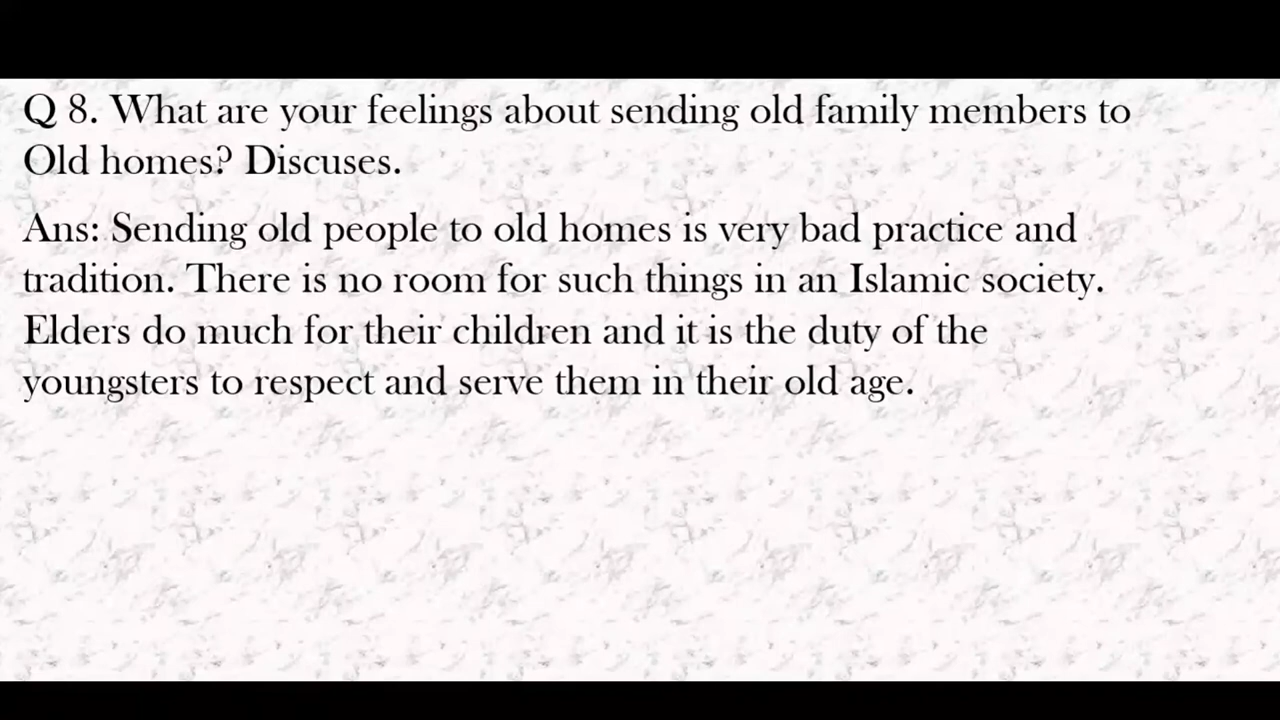 Q 8. What are your feelings about sending old family members to
Old homes? Discuses.
Ans: Sending old people to old homes is very bad practice and
tradition. There is no room for such things in an Islamic society.
Elders do much for their children and it is the duty of the
youngsters to respect and serve them in their old age.